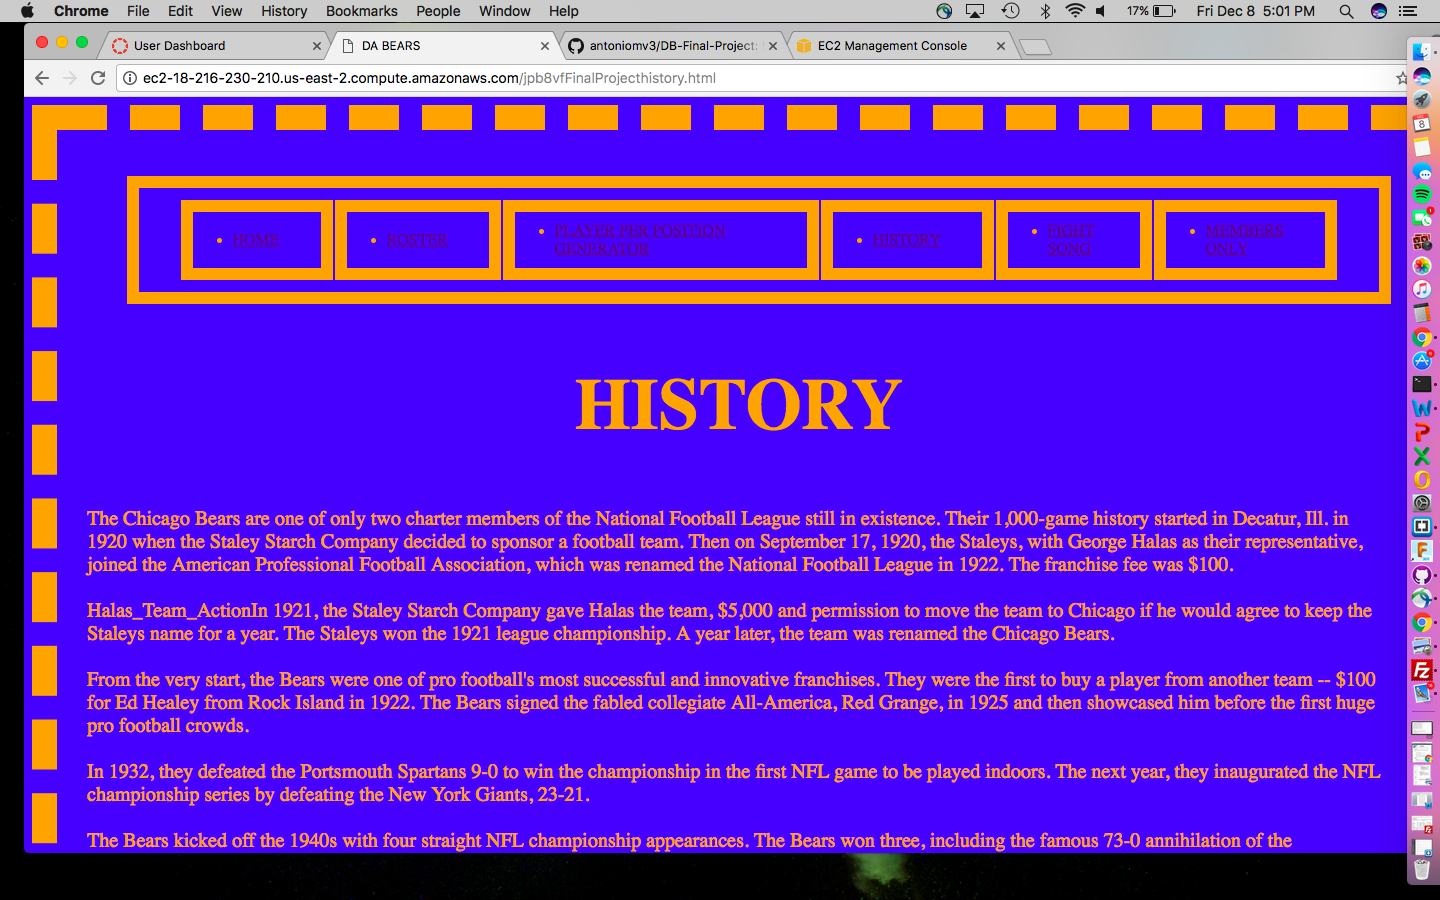 Chrome File Edit View History Bookmarks People Window Help 17% Fri Dec 8 5:01 PM
User Dashboard DA BEARS antoniomv3/DB-Final-Project: EC2 Management Console
ec2-18-216-230-210.us-east-2.compute.amazonaws.com/jpb8vfFinalProjecthistory.html
HOME
ROSTER
PLAYER PER POSITION
GENERATOR
HISTORY
FIGHT
SONG
MEMBERS
ONLY
HISTORY
The Chicago Bears are one of only two charter members of the National Football League still in existence. Their 1,000-game history started in Decatur, Ill. in
1920 when the Staley Starch Company decided to sponsor a football team. Then on September 17, 1920, the Staleys, with George Halas as their representative,
joined the American Professional Football Association, which was renamed the National Football League in 1922. The franchise fee was $100.
Halas_Team_ActionIn 1921, the Staley Starch Company gave Halas the team, $5,000 and permission to move the team to Chicago if he would agree to keep the
Staleys name for a year. The Staleys won the 1921 league championship. A year later, the team was renamed the Chicago Bears.
From the very start, the Bears were one of pro football's most successful and innovative franchises. They were the first to buy a player from another team -- $100
for Ed Healey from Rock Island in 1922. The Bears signed the fabled collegiate All-America, Red Grange, in 1925 and then showcased him before the first huge
pro football crowds.
In 1932, they defeated the Portsmouth Spartans 9-0 to win the championship in the first NFL game to be played indoors. The next year, they inaugurated the NFL
championship series by defeating the New York Giants, 23-21.
The Bears kicked off the 1940s with four straight NFL championship appearances. The Bears won three, including the famous 73-0 annihilation of the